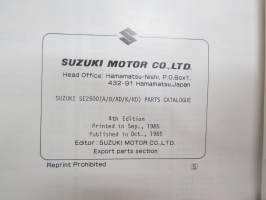 SUZUKI MOTOR CO.,LTD.
Head Office: Hamamatsu-Nishi, P.O.Box1,
432-91 Hamamatsu,Japan
SUZUKI SE2500(A/D/AD/K/KD) PARTS CATALOGUE
4th Edition
Printed in Sep., 1985
Published in Oct., 1985
Editor: SUZUKI MOTOR CO.,LTD.
Export parts section
Reprint Prohibited